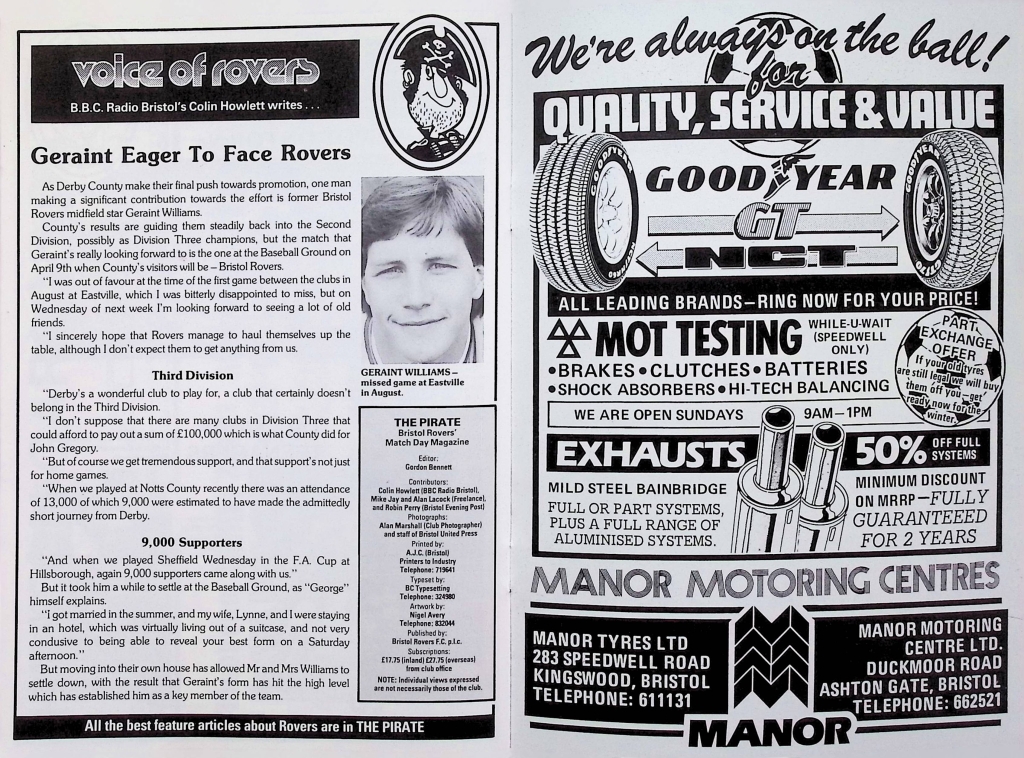 voice of rovers
B.B.C. Radio Bristol's Colin Howlett writes . . .
Geraint Eager To Face Rovers
As Derby County make their final push towards promotion, one man
making a significant contribution towards the effort is former Bristol
Rovers midfield star Geraint Williams.
County's results are guiding them steadily back into the Second
Division, possibly as Division Three champions, but the match that
Geraint's really looking forward to is the one at the Baseball Ground on
April 9th when County's visitors will be – Bristol Rovers.
"I was out of favour at the time of the first game between the clubs in
August at Eastville, which I was bitterly disappointed to miss, but on
Wednesday of next week I'm looking forward to seeing a lot of old
friends.
"I sincerely hope that Rovers manage to haul themselves up the
table, although I don't expect them to get anything from us.
Third Division
"Derby's a wonderful club to play for, a club that certainly doesn't
belong in the Third Division.
"I don't suppose that there are many clubs in Division Three that
could afford to pay out a sum of £100,000 which is what County did for
John Gregory.
"But of course we get tremendous support, and that support's not just
for home games.
"When we played at Notts County recently there was an attendance
of 13,000 of which 9,000 were estimated to have made the admittedly
short journey from Derby.
9,000 Supporters
"And when we played Sheffield Wednesday in the F.A. Cup at
Hillsborough, again 9,000 supporters came along with us."
But it took him a while to settle at the Baseball Ground, as "George"
himself explains.
"I got married in the summer, and my wife, Lynne, and I were staying
in an hotel, which was virtually living out of a suitcase, and not very
condusive to being able to reveal your best form on a Saturday
afternoon."
But moving into their own house has allowed Mr and Mrs Williams to
settle down, with the result that Geraint's form has hit the high level
which has established him as a key member of the team.
GERAINT WILLIAMS –
missed game at Eastville
in August.
THE PIRATE
Bristol Rovers'
Match Day Magazine
Editor:
Gordon Bennett
Contributors:
Colin Howlett (BBC Radio Bristol),
Mike Jay and Alan Lacock (Freelance),
and Robin Perry (Bristol Evening Post)
Photographs:
Alan Marshall (Club Photographer)
and staff of Bristol United Press
Printed by:
A.J.C. (Bristol)
Printers to Industry
Telephone: 719641
Typeset by:
BC Typesetting
Telephone: 324980
Artwork by:
Nigel Avery
Telephone: 832044
Published by:
Bristol Rovers F.C. p.l.c.
Subscriptions:
£17.75 (inland) £27.75 (overseas)
from club office
NOTE: Individual views expressed
are not necessarily those of the club.
All the best feature articles about Rovers are in THE PIRATE
We're always on the ball!
for
QUALITY, SERVICE & VALUE
GOODYEAR
GT
NCT
ALL LEADING BRANDS–RING NOW FOR YOUR PRICE!
MOT TESTING WHILE-U-WAIT
(SPEEDWELL
ONLY)
• BRAKES • CLUTCHES • BATTERIES
• SHOCK ABSORBERS • HI-TECH BALANCING
PART
EXCHANGE
OFFER
If your old tyres
are still legal we will buy
them off you – get
ready now for the
winter.
WE ARE OPEN SUNDAYS 9AM–1PM
EXHAUSTS 50% OFF FULL
SYSTEMS
MILD STEEL BAINBRIDGE
FULL OR PART SYSTEMS,
PLUS A FULL RANGE OF
ALUMINISED SYSTEMS.
MINIMUM DISCOUNT
ON MRRP–FULLY
GUARANTEEED
FOR 2 YEARS
MANOR MOTORING CENTRES
MANOR TYRES LTD
283 SPEEDWELL ROAD
KINGSWOOD, BRISTOL
TELEPHONE: 611131
MANOR MOTORING
CENTRE LTD.
DUCKMOOR ROAD
ASHTON GATE, BRISTOL
TELEPHONE: 662521
MANOR